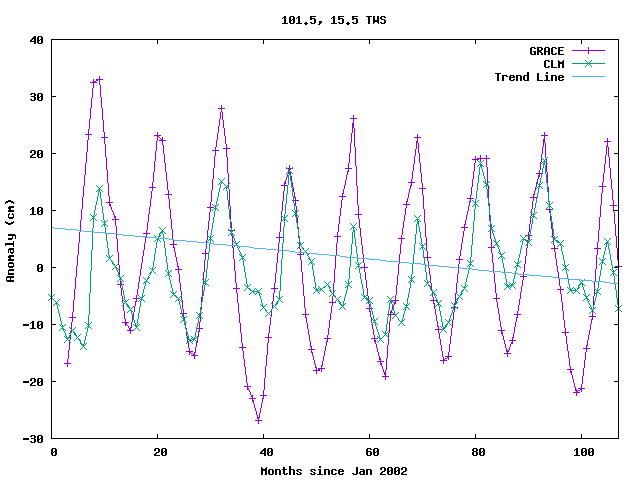 101.5, 15.5 TWS
GRACE
CLM
Trend Line
40
30
20
10
0
-10
-20
-30
Anomaly (cm)
0 20 40 60 80 100
Months since Jan 2002